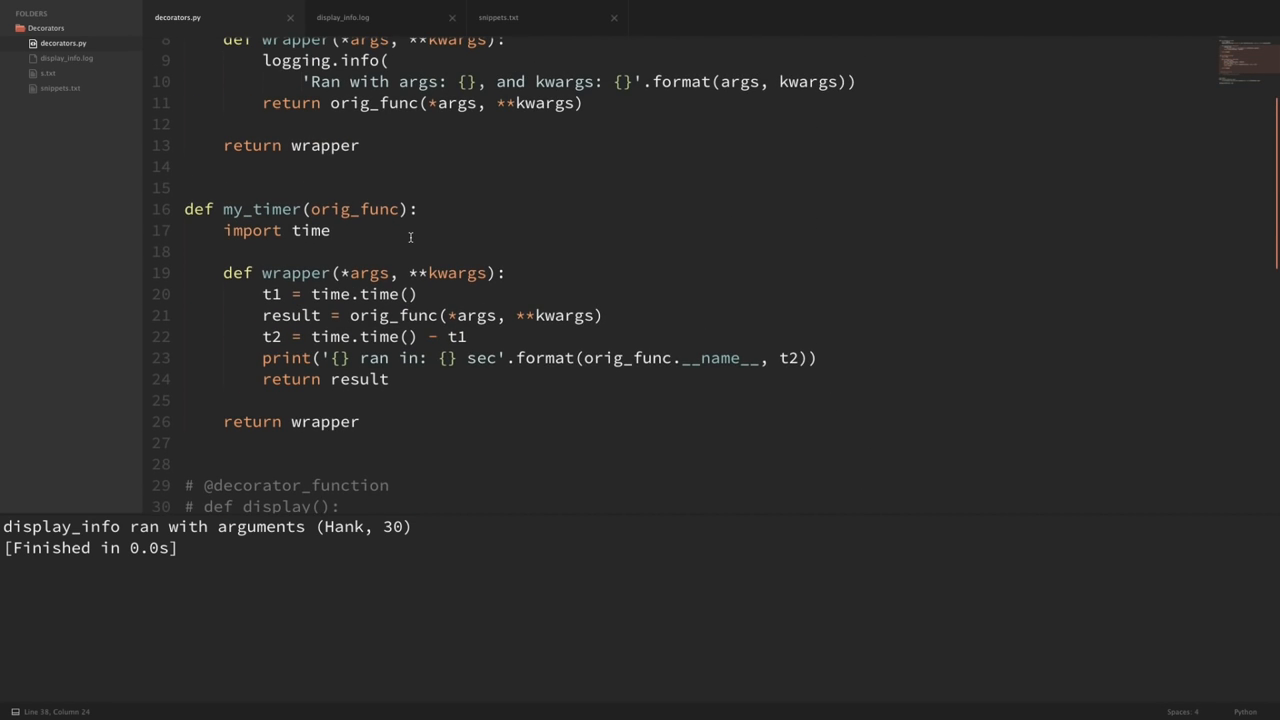 FOLDERS
Decorators
decorators.py
display_info.log
s.txt
snippets.txt
decorators.py
display_info.log
snippets.txt
8 def wrapper(*args, **kwargs):
9 logging.info(
10 'Ran with args: {}, and kwargs: {}'.format(args, kwargs))
11 return orig_func(*args, **kwargs)
12
13 return wrapper
14
15
16 def my_timer(orig_func):
17 import time
18
19 def wrapper(*args, **kwargs):
20 t1 = time.time()
21 result = orig_func(*args, **kwargs)
22 t2 = time.time() - t1
23 print('{} ran in: {} sec'.format(orig_func.__name__, t2))
24 return result
25
26 return wrapper
27
28
29 # @decorator_function
30 # def display():
display_info ran with arguments (Hank, 30)
[Finished in 0.0s]
Line 38, Column 24
Spaces: 4
Python